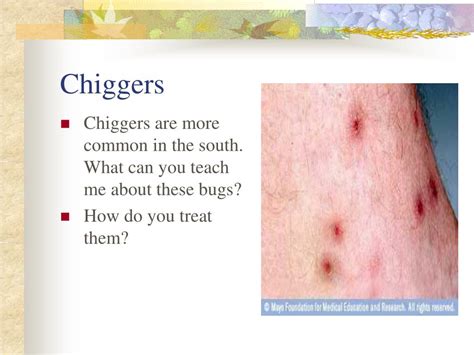 Chiggers
Chiggers are more
common in the south.
What can you teach
me about these bugs?
How do you treat
them?
© Mayo Foundation for Medical Education and Research. All rights reserved.